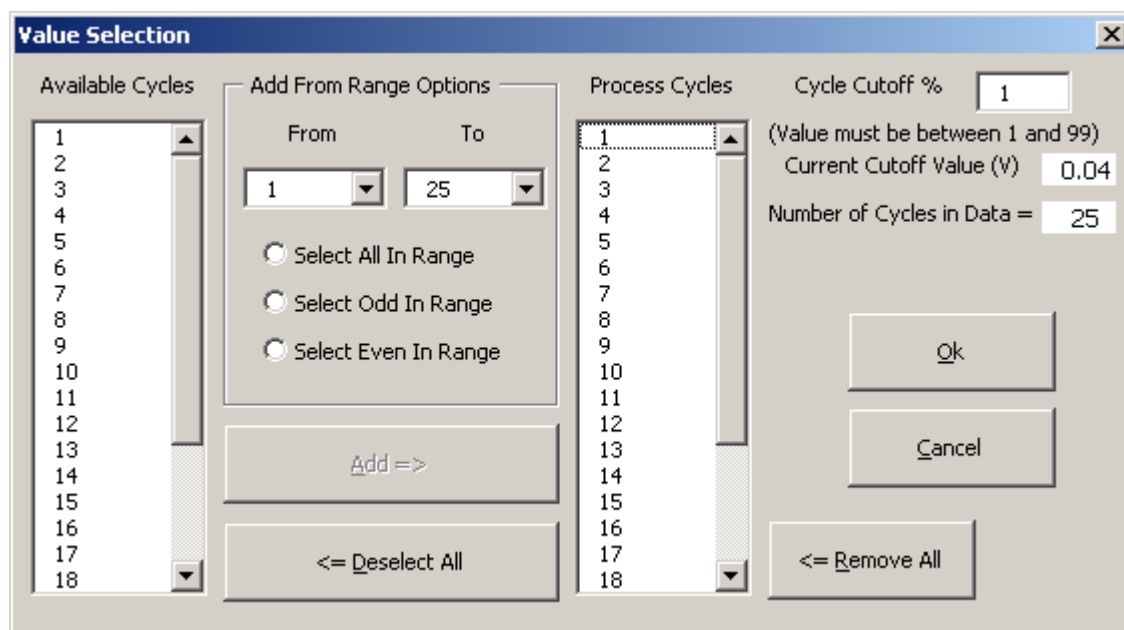 Value Selection
Available Cycles
1
2
3
4
5
6
7
8
9
10
11
12
13
14
15
16
17
18
Add From Range Options
From To
1 25
Select All In Range
Select Odd In Range
Select Even In Range
Add =>
<= Deselect All
Process Cycles
1
2
3
4
5
6
7
8
9
10
11
12
13
14
15
16
17
18
Cycle Cutoff % 1
(Value must be between 1 and 99)
Current Cutoff Value (V) 0.04
Number of Cycles in Data = 25
Ok
Cancel
<= Remove All